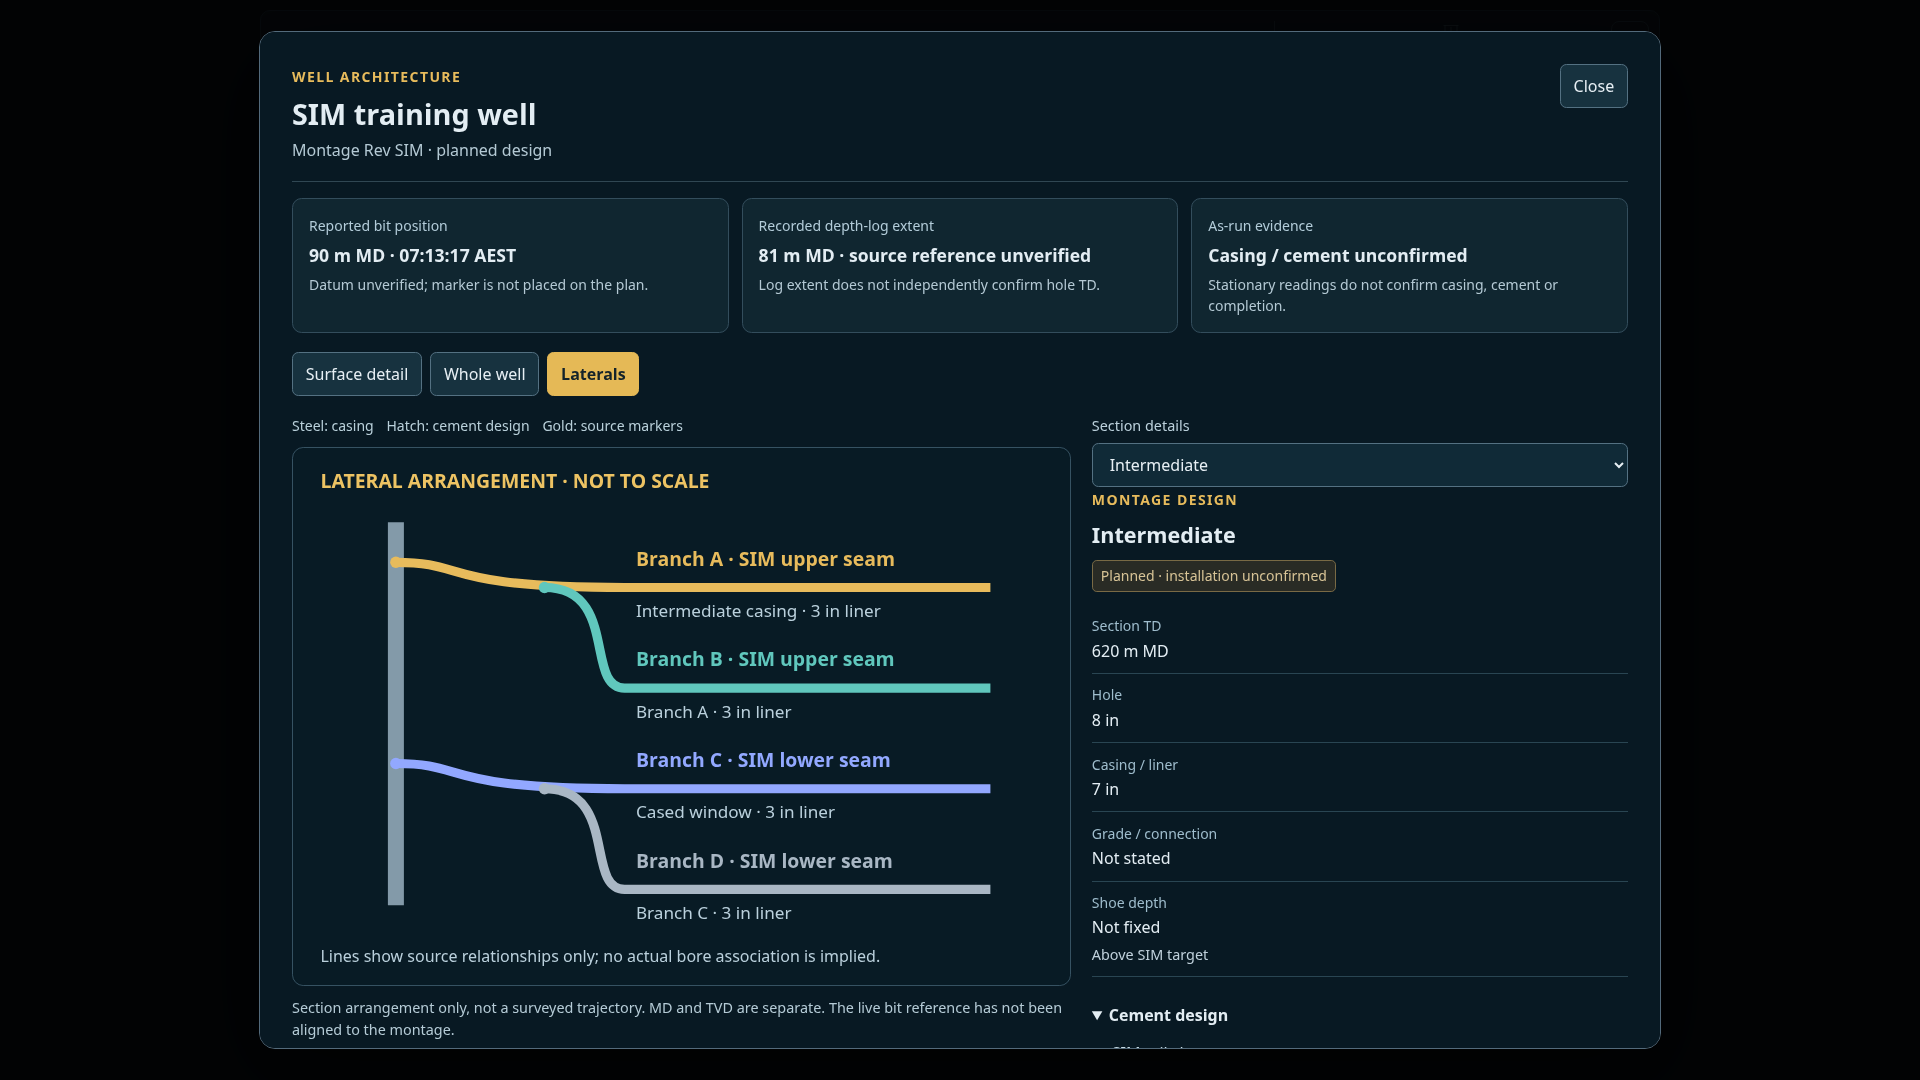 WELL ARCHITECTURE
SIM training well
Montage Rev SIM · planned design
Close
Reported bit position
90 m MD · 07:13:17 AEST
Datum unverified; marker is not placed on the plan.
Recorded depth-log extent
81 m MD · source reference unverified
Log extent does not independently confirm hole TD.
As-run evidence
Casing / cement unconfirmed
Stationary readings do not confirm casing, cement or
completion.
Surface detail
Whole well
Laterals
Steel: casing Hatch: cement design Gold: source markers
LATERAL ARRANGEMENT · NOT TO SCALE
Branch A · SIM upper seam
Intermediate casing · 3 in liner
Branch B · SIM upper seam
Branch A · 3 in liner
Branch C · SIM lower seam
Cased window · 3 in liner
Branch D · SIM lower seam
Branch C · 3 in liner
Lines show source relationships only; no actual bore association is implied.
Section arrangement only, not a surveyed trajectory. MD and TVD are separate. The live bit reference has not been
aligned to the montage.
Section details
Intermediate
MONTAGE DESIGN
Intermediate
Planned · installation unconfirmed
Section TD
620 m MD
Hole
8 in
Casing / liner
7 in
Grade / connection
Not stated
Shoe depth
Not fixed
Above SIM target
Cement design